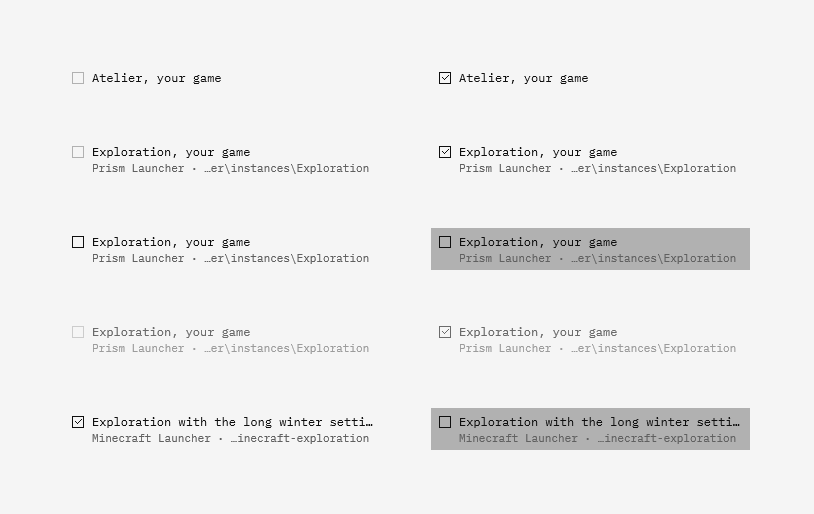 Atelier, your game
Atelier, your game
Exploration, your game
Prism Launcher · …er\instances\Exploration
Exploration, your game
Prism Launcher · …er\instances\Exploration
Exploration, your game
Prism Launcher · …er\instances\Exploration
Exploration, your game
Prism Launcher · …er\instances\Exploration
Exploration, your game
Prism Launcher · …er\instances\Exploration
Exploration, your game
Prism Launcher · …er\instances\Exploration
Exploration with the long winter setti…
Minecraft Launcher · …inecraft-exploration
Exploration with the long winter setti…
Minecraft Launcher · …inecraft-exploration